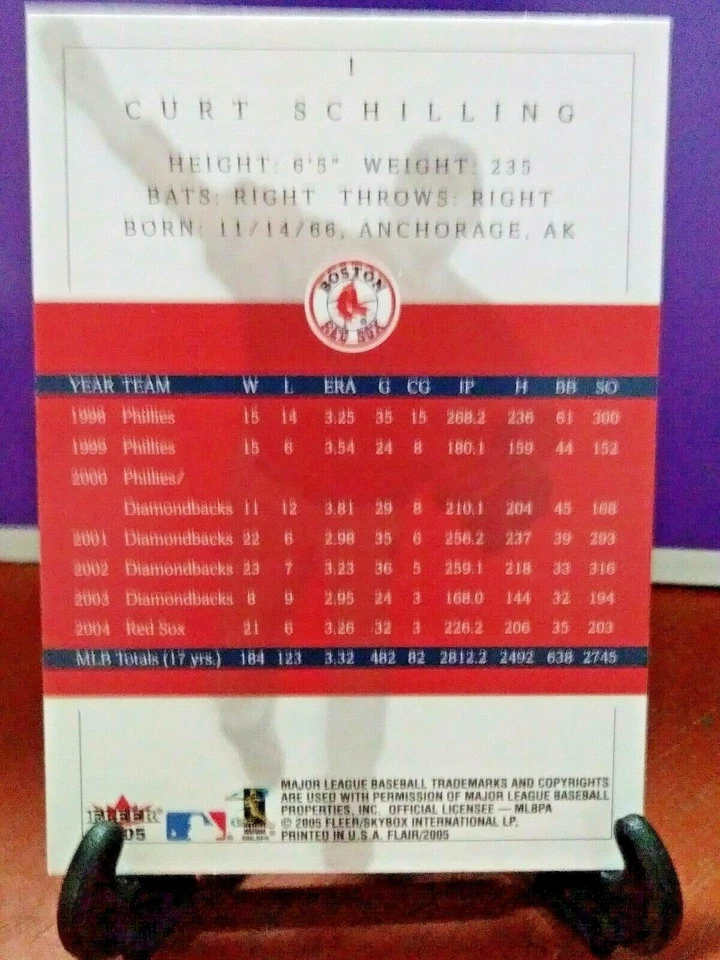 1
CURT SCHILLING
HEIGHT: 6'5" WEIGHT: 235
BATS: RIGHT THROWS: RIGHT
BORN: 11/14/66, ANCHORAGE, AK
BOSTON
RED SOX
YEAR TEAM W L ERA G CG IP H BB SO
1998 Phillies 15 14 3.25 35 15 268.2 236 61 300
1999 Phillies 15 6 3.54 24 8 180.1 159 44 152
2000 Phillies/
Diamondbacks 11 12 3.81 29 8 210.1 204 45 168
2001 Diamondbacks 22 6 2.98 35 6 256.2 237 39 293
2002 Diamondbacks 23 7 3.23 36 5 259.1 218 33 316
2003 Diamondbacks 8 9 2.95 24 3 168.0 144 32 194
2004 Red Sox 21 6 3.26 32 3 226.2 206 35 203
MLB Totals (17 yrs.) 184 123 3.32 482 82 2812.2 2492 638 2745
MAJOR LEAGUE BASEBALL TRADEMARKS AND COPYRIGHTS
ARE USED WITH PERMISSION OF MAJOR LEAGUE BASEBALL
PROPERTIES, INC. OFFICIAL LICENSEE — MLBPA
© 2005 FLEER/SKYBOX INTERNATIONAL LP.
PRINTED IN U.S.A. FLAIR/2005
FLEER
05